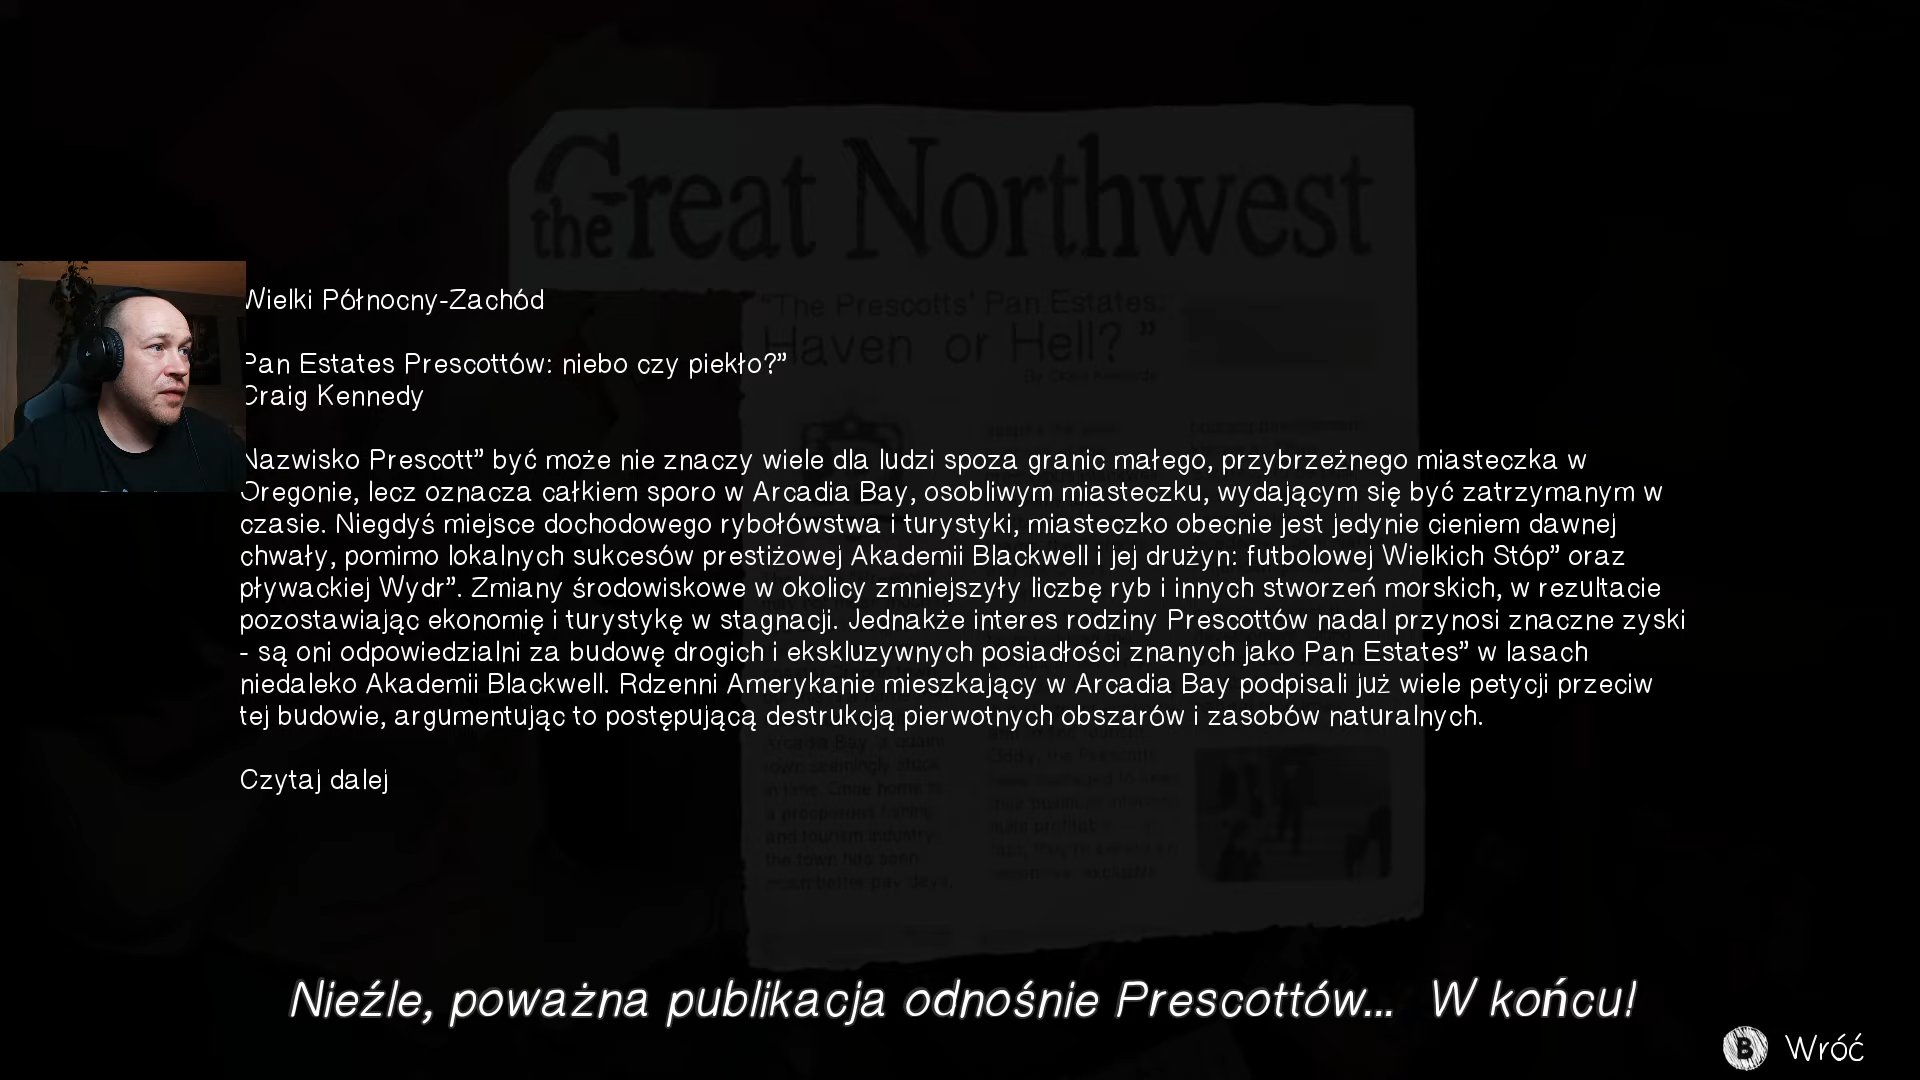 the Great Northwest
"The Prescotts' Pan Estates:
Haven or Hell? "
Wielki Północny-Zachód
Pan Estates Prescottów: niebo czy piekło?”
Craig Kennedy
Nazwisko Prescott” być może nie znaczy wiele dla ludzi spoza granic małego, przybrzeżnego miasteczka w
Oregonie, lecz oznacza całkiem sporo w Arcadia Bay, osobliwym miasteczku, wydającym się być zatrzymanym w
czasie. Niegdyś miejsce dochodowego rybołówstwa i turystyki, miasteczko obecnie jest jedynie cieniem dawnej
chwały, pomimo lokalnych sukcesów prestiżowej Akademii Blackwell i jej drużyn: futbolowej Wielkich Stóp” oraz
pływackiej Wydr”. Zmiany środowiskowe w okolicy zmniejszyły liczbę ryb i innych stworzeń morskich, w rezultacie
pozostawiając ekonomię i turystykę w stagnacji. Jednakże interes rodziny Prescottów nadal przynosi znaczne zyski
- są oni odpowiedzialni za budowę drogich i ekskluzywnych posiadłości znanych jako Pan Estates” w lasach
niedaleko Akademii Blackwell. Rdzenni Amerykanie mieszkający w Arcadia Bay podpisali już wiele petycji przeciw
tej budowie, argumentując to postępującą destrukcją pierwotnych obszarów i zasobów naturalnych.
Czytaj dalej
Nieźle, poważna publikacja odnośnie Prescottów... W końcu!
B Wróć